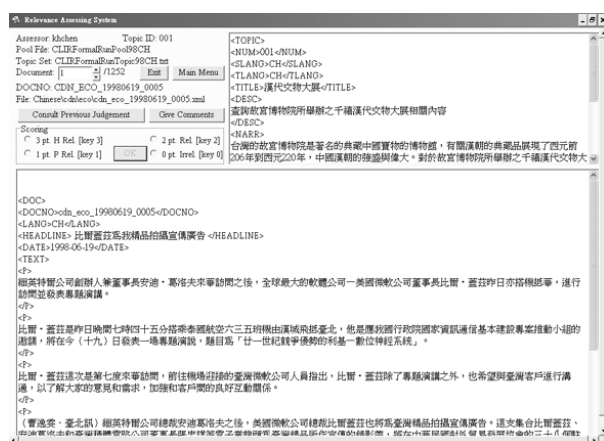 Relevance Assessing System
Assessor: khchen Topic ID: 001
Pool File: CLIRFormalRunPool98CH
Topic Set: CLIRFormalRunTopic98CH.txt
Document: 1 /1252 Exit Main Menu
DOCNO: CDN_ECO_19980619_0005
File: Chinese\cdn\eco\cdn_eco_19980619_0005.xml
Consult Previous Judgement Give Comments
Scoring
3 pt. H Rel. [key 3] 2 pt. Rel. [key 2]
1 pt. P Rel. [key 1] OK 0 pt. Irrel. [key 0]
<TOPIC>
<NUM>001</NUM>
<SLANG>CH</SLANG>
<TLANG>CH</TLANG>
<TITLE>漢代文物大展</TITLE>
<DESC>
查詢故宮博物院所舉辦之千禧漢代文物大展相關內容
</DESC>
<NARR>
台灣的故宮博物院是著名的典藏中國寶物的博物館，有關漢朝的典藏品展現了西元前
206年到西元220年，中國漢朝的強盛與偉大。對於故宮博物院所舉辦之千禧漢代文物大
<DOC>
<DOCNO>cdn_eco_19980619_0005</DOCNO>
<LANG>CH</LANG>
<HEADLINE> 比爾蓋茲為我精品拍攝宣傳廣告 </HEADLINE>
<DATE>1998-06-19</DATE>
<TEXT>
<P>
繼英特爾公司創辦人兼董事長安迪‧葛洛夫來華訪問之後，全球最大的軟體公司─美國微軟公司董事長比爾‧蓋茲昨日亦搭機抵華，進行
訪問並發表專題演講。
</P>
<P>
比爾‧蓋茲是昨日晚間七時四十五分搭乘泰國航空六三五班機由漢城飛抵臺北，他是應我國行政院國家資訊通信基本建設專案推動小組的
邀請，將在今（十九）日發表一場專題演說，題目為「廿一世紀競爭優勢的利基─數位神經系統」。
</P>
<P>
比爾‧蓋茲這次是第七度來華訪問，前往機場迎接的臺灣微軟公司人員指出，比爾‧蓋茲除了專題演講之外，也希望與臺灣客戶進行溝
通，以了解大家的意見和需求，加強和客戶間的良好互動關係。
</P>
<P>
（曹逸雯．臺北訊）繼英特爾公司總裁安迪葛洛夫之後，美國微軟公司總裁比爾蓋茲也將為臺灣精品拍攝宣傳廣告。這支集合比爾蓋茲、